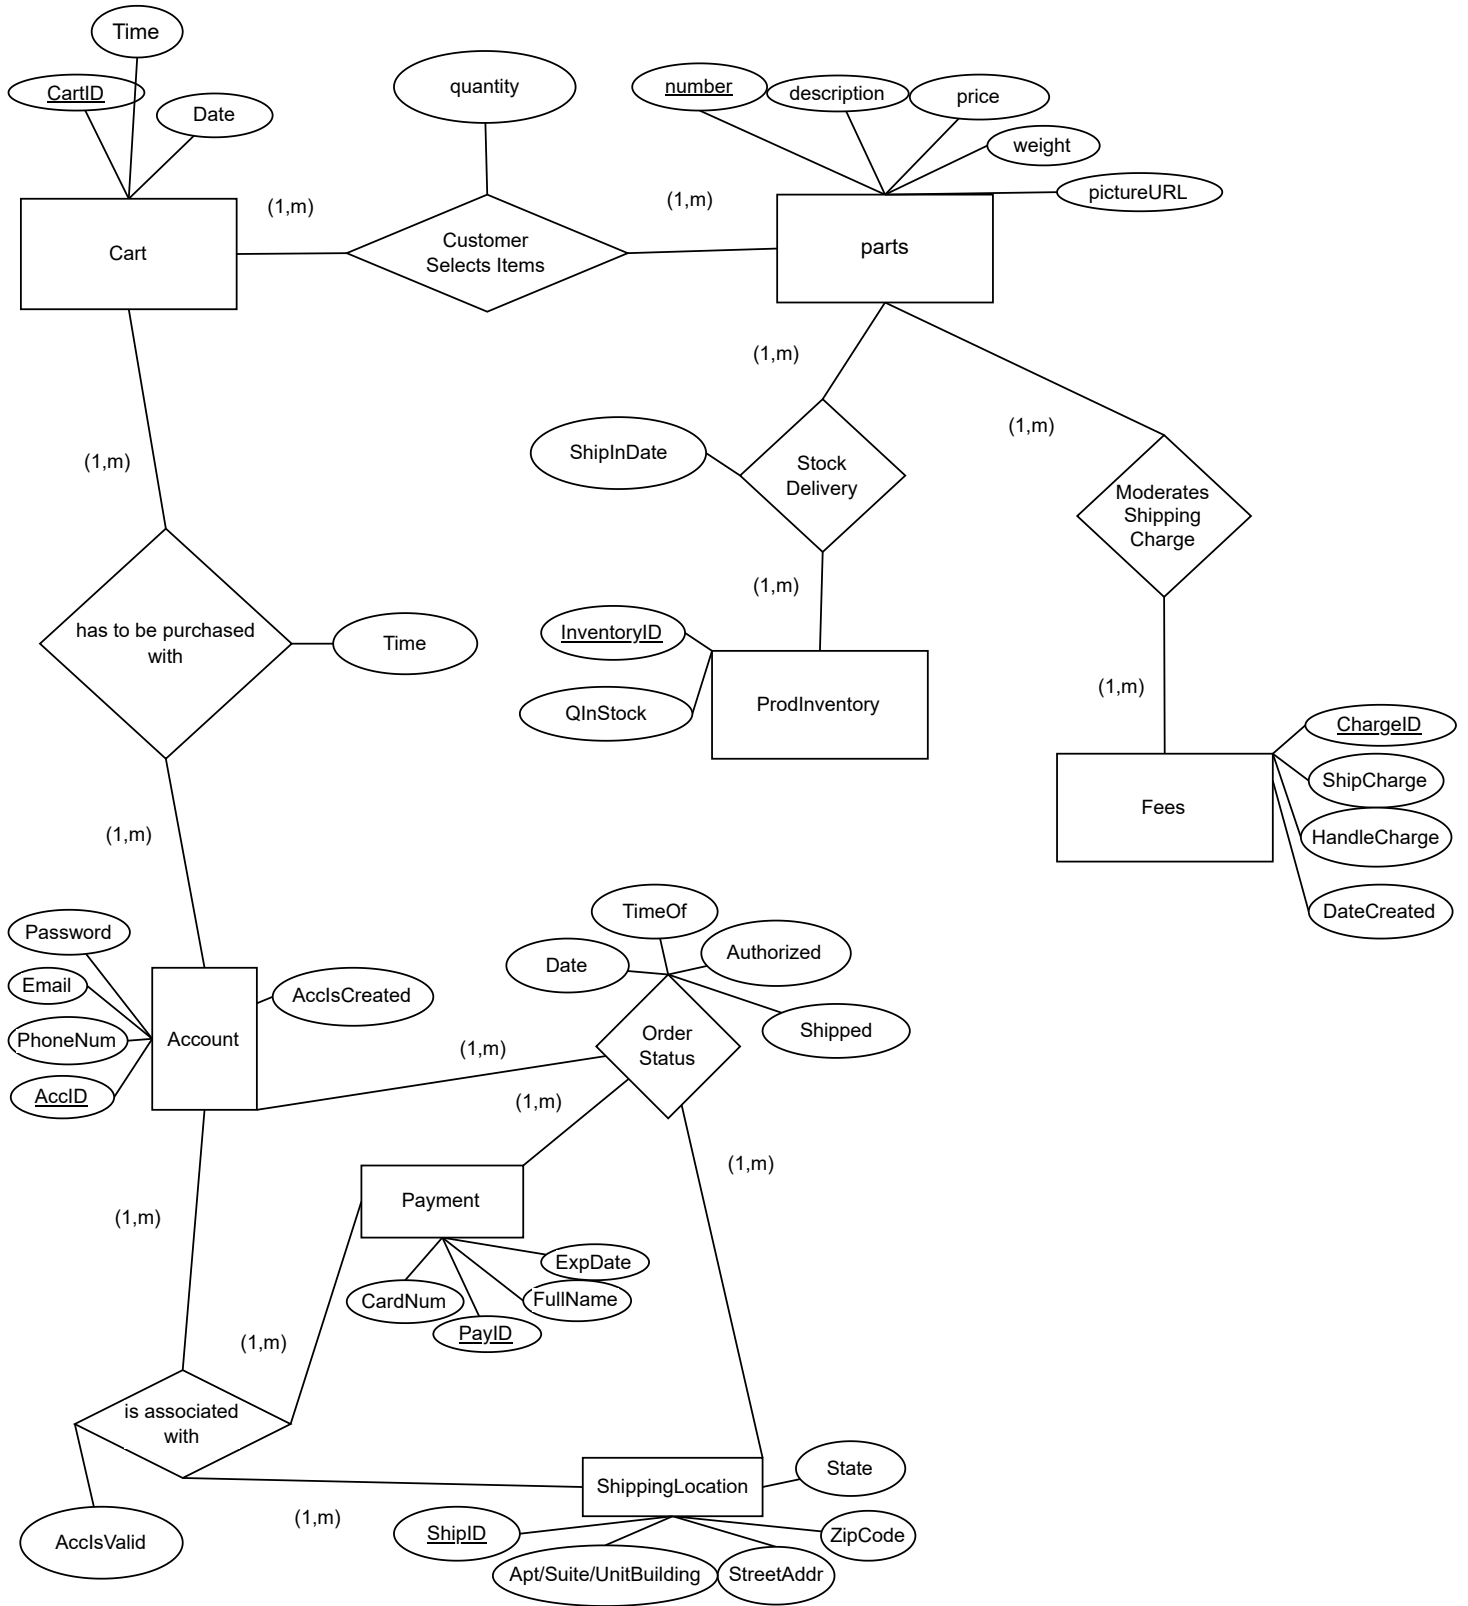 Time
CartID
Date
quantity
number
description
price
weight
pictureURL
(1,m)
(1,m)
Cart
Customer
Selects Items
parts
(1,m)
(1,m)
(1,m)
ShipInDate
Stock
Delivery
Moderates
Shipping
Charge
(1,m)
has to be purchased
with
Time
InventoryID
QInStock
ProdInventory
(1,m)
ChargeID
ShipCharge
HandleCharge
DateCreated
Fees
(1,m)
Password
Email
PhoneNum
AccID
Account
AccIsCreated
TimeOf
Date
Authorized
Shipped
Order
Status
(1,m)
(1,m)
(1,m)
(1,m)
Payment
ExpDate
CardNum
FullName
PayID
(1,m)
is associated
with
AccIsValid
(1,m)
ShippingLocation
State
ShipID
ZipCode
Apt/Suite/UnitBuilding
StreetAddr